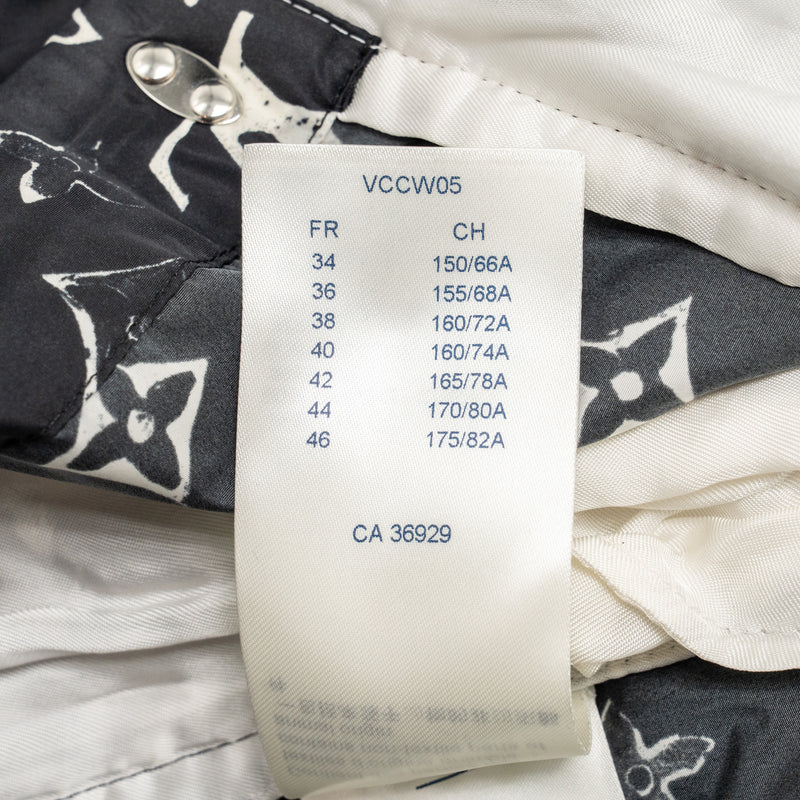 VCCW05
FR CH
34 150/66A
36 155/68A
38 160/72A
40 160/74A
42 165/78A
44 170/80A
46 175/82A
CA 36929